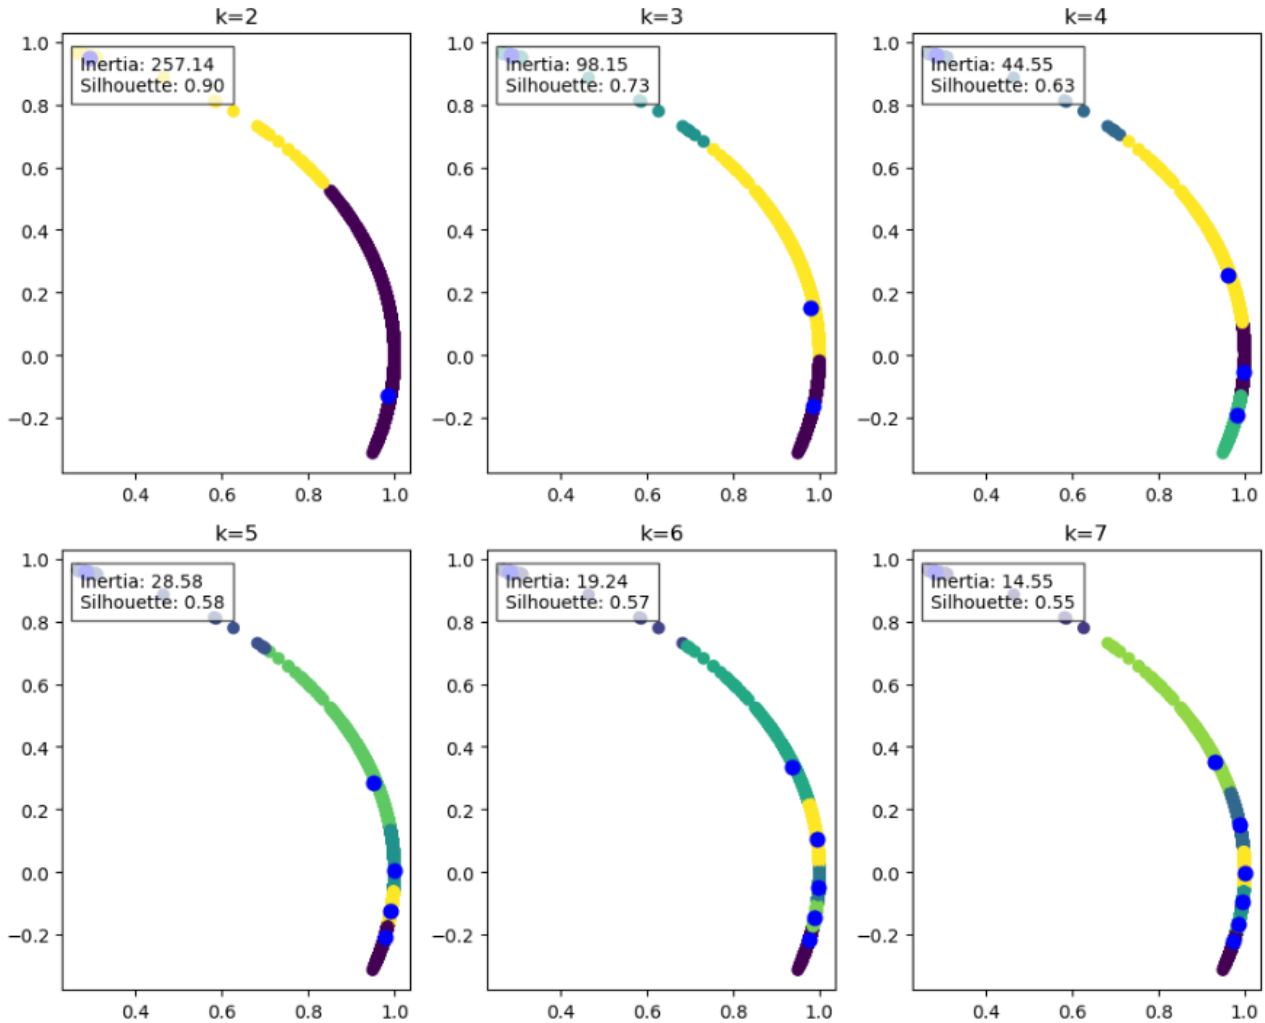 k=2
k=3
k=4
1.0
0.8
0.6
0.4
0.2
0.0
−0.2
Inertia: 257.14
Silhouette: 0.90
0.4 0.6 0.8 1.0
1.0
0.8
0.6
0.4
0.2
0.0
−0.2
Inertia: 98.15
Silhouette: 0.73
0.4 0.6 0.8 1.0
1.0
0.8
0.6
0.4
0.2
0.0
−0.2
Inertia: 44.55
Silhouette: 0.63
0.4 0.6 0.8 1.0
k=5
k=6
k=7
1.0
0.8
0.6
0.4
0.2
0.0
−0.2
Inertia: 28.58
Silhouette: 0.58
0.4 0.6 0.8 1.0
1.0
0.8
0.6
0.4
0.2
0.0
−0.2
Inertia: 19.24
Silhouette: 0.57
0.4 0.6 0.8 1.0
1.0
0.8
0.6
0.4
0.2
0.0
−0.2
Inertia: 14.55
Silhouette: 0.55
0.4 0.6 0.8 1.0